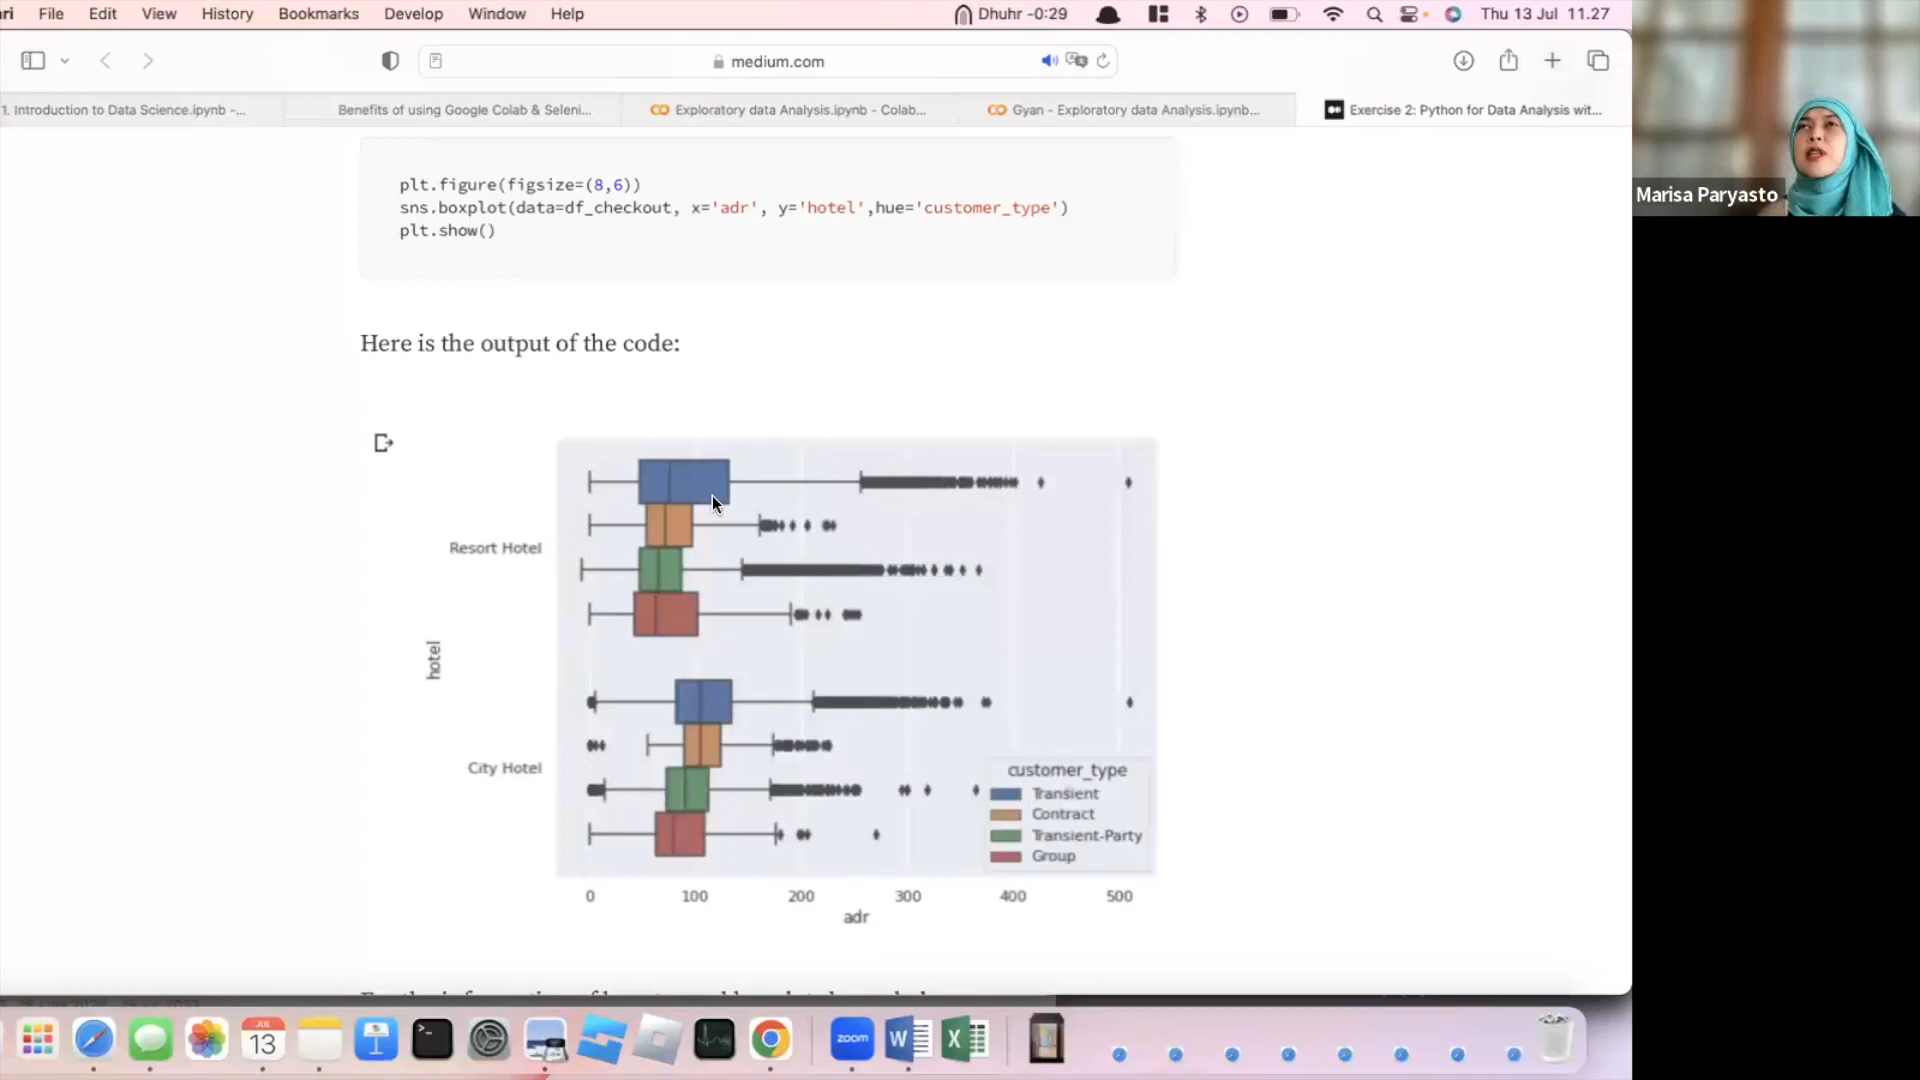 File Edit View History Bookmarks Develop Window Help Dhuhr -0:29 Thu 13 Jul 11.27
medium.com
1. Introduction to Data Science.ipynb -... Benefits of using Google Colab & Seleni... Exploratory data Analysis.ipynb - Colab... Gyan - Exploratory data Analysis.ipynb... Exercise 2: Python for Data Analysis wit...
plt.figure(figsize=(8,6))
sns.boxplot(data=df_checkout, x='adr', y='hotel',hue='customer_type')
plt.show()
Here is the output of the code:
Resort Hotel
hotel
City Hotel
customer_type
Transient
Contract
Transient-Party
Group
0 100 200 300 400 500
adr
Marisa Paryasto
JUL
13
zoom
W
X